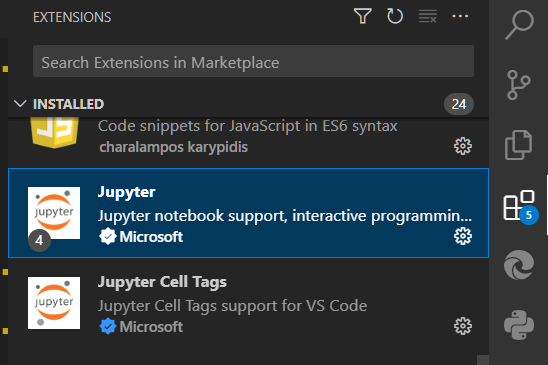 EXTENSIONS
Search Extensions in Marketplace
INSTALLED 24
JS
Code snippets for JavaScript in ES6 syntax
charalampos karypidis
Jupyter
jupyter
Jupyter notebook support, interactive programmin...
4
Microsoft
5
Jupyter Cell Tags
jupyter
Jupyter Cell Tags support for VS Code
Microsoft